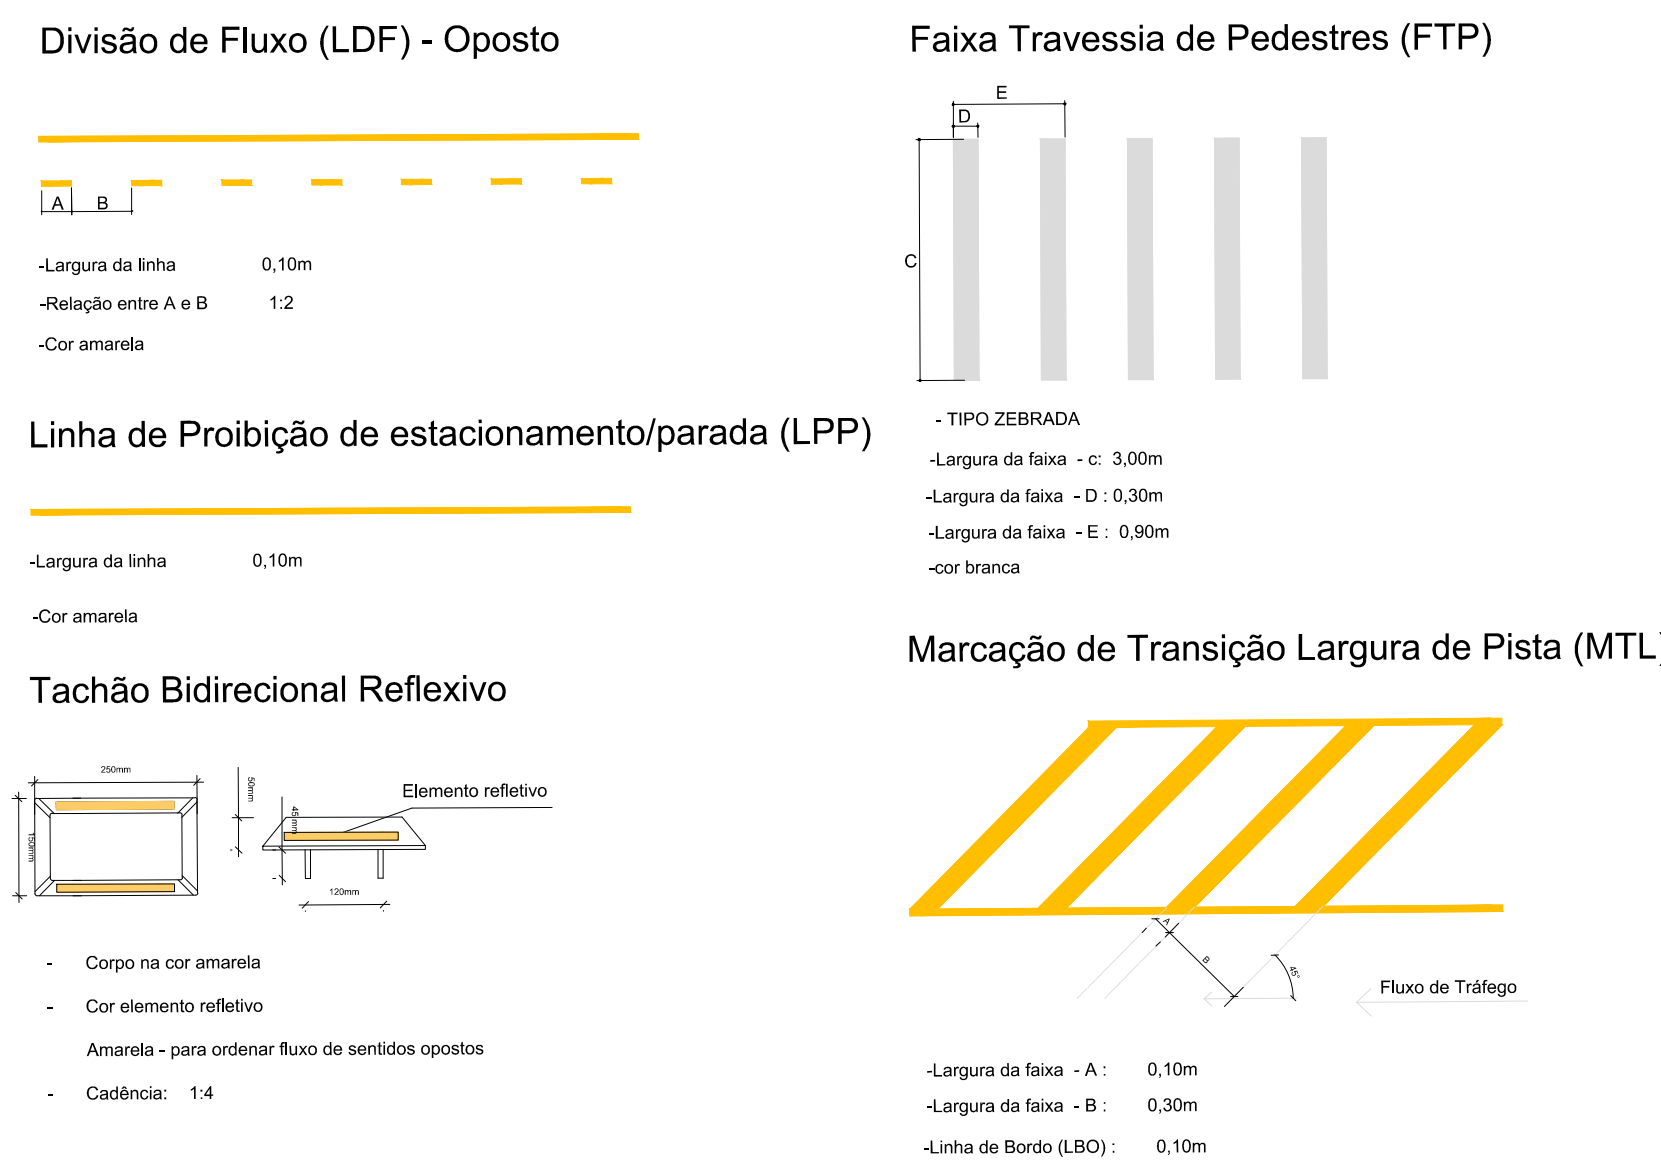 Divisão de Fluxo (LDF) - Oposto
A B
-Largura da linha 0,10m
-Relação entre A e B 1:2
-Cor amarela
Linha de Proibição de estacionamento/parada (LPP)
-Largura da linha 0,10m
-Cor amarela
Tachão Bidirecional Reflexivo
250mm
150mm
50mm
45mm
Elemento refletivo
120mm
- Corpo na cor amarela
- Cor elemento refletivo
Amarela - para ordenar fluxo de sentidos opostos
- Cadência: 1:4
Faixa Travessia de Pedestres (FTP)
E
D
C
- TIPO ZEBRADA
-Largura da faixa - c: 3,00m
-Largura da faixa - D : 0,30m
-Largura da faixa - E : 0,90m
-cor branca
Marcação de Transição Largura de Pista (MTL)
A
B
45°
Fluxo de Tráfego
-Largura da faixa - A : 0,10m
-Largura da faixa - B : 0,30m
-Linha de Bordo (LBO) : 0,10m